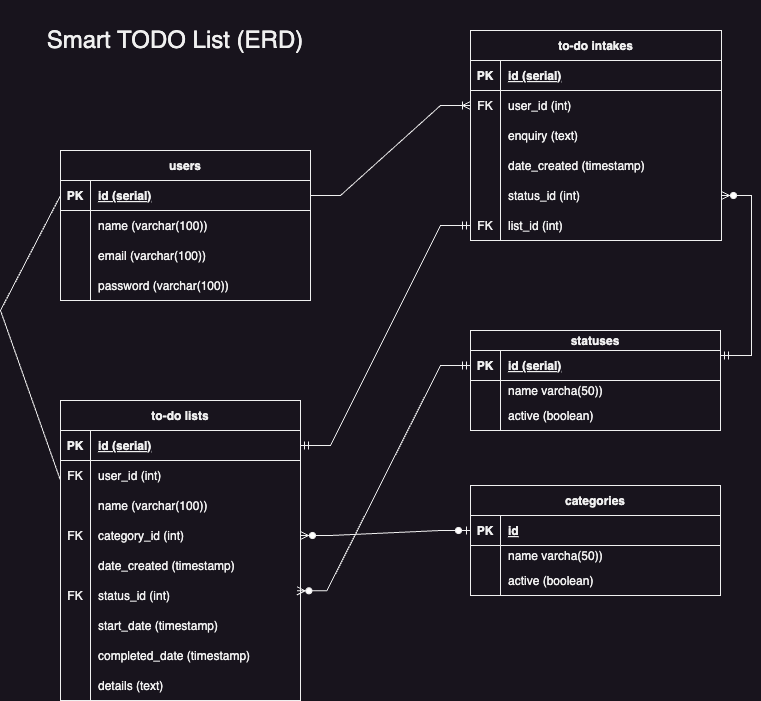 Smart TODO List (ERD)
to-do intakes
PK id (serial)
FK user_id (int)
enquiry (text)
date_created (timestamp)
status_id (int)
FK list_id (int)
users
PK id (serial)
name (varchar(100))
email (varchar(100))
password (varchar(100))
statuses
PK id (serial)
name varcha(50))
active (boolean)
to-do lists
PK id (serial)
FK user_id (int)
name (varchar(100))
FK category_id (int)
date_created (timestamp)
FK status_id (int)
start_date (timestamp)
completed_date (timestamp)
details (text)
categories
PK id
name varcha(50))
active (boolean)